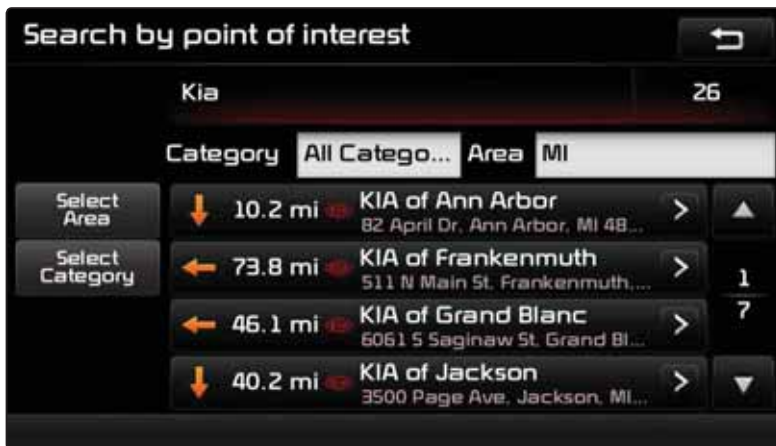 Search by point of interest
Kia 26
Category All Catego... Area MI
Select Area
Select Category
10.2 mi KIA of Ann Arbor
82 April Dr, Ann Arbor, MI 48...
73.8 mi KIA of Frankenmuth
511 N Main St, Frankenmuth,...
46.1 mi KIA of Grand Blanc
6061 S Saginaw St, Grand Bl...
40.2 mi KIA of Jackson
3500 Page Ave, Jackson, MI...
1
7